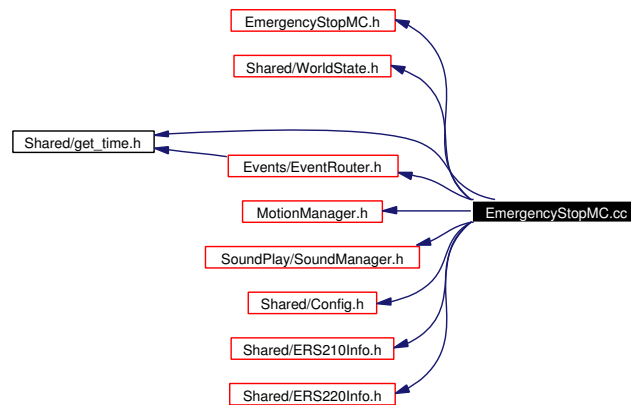 EmergencyStopMC.h
Shared/WorldState.h
Shared/get_time.h
Events/EventRouter.h
MotionManager.h
EmergencyStopMC.cc
SoundPlay/SoundManager.h
Shared/Config.h
Shared/ERS210Info.h
Shared/ERS220Info.h